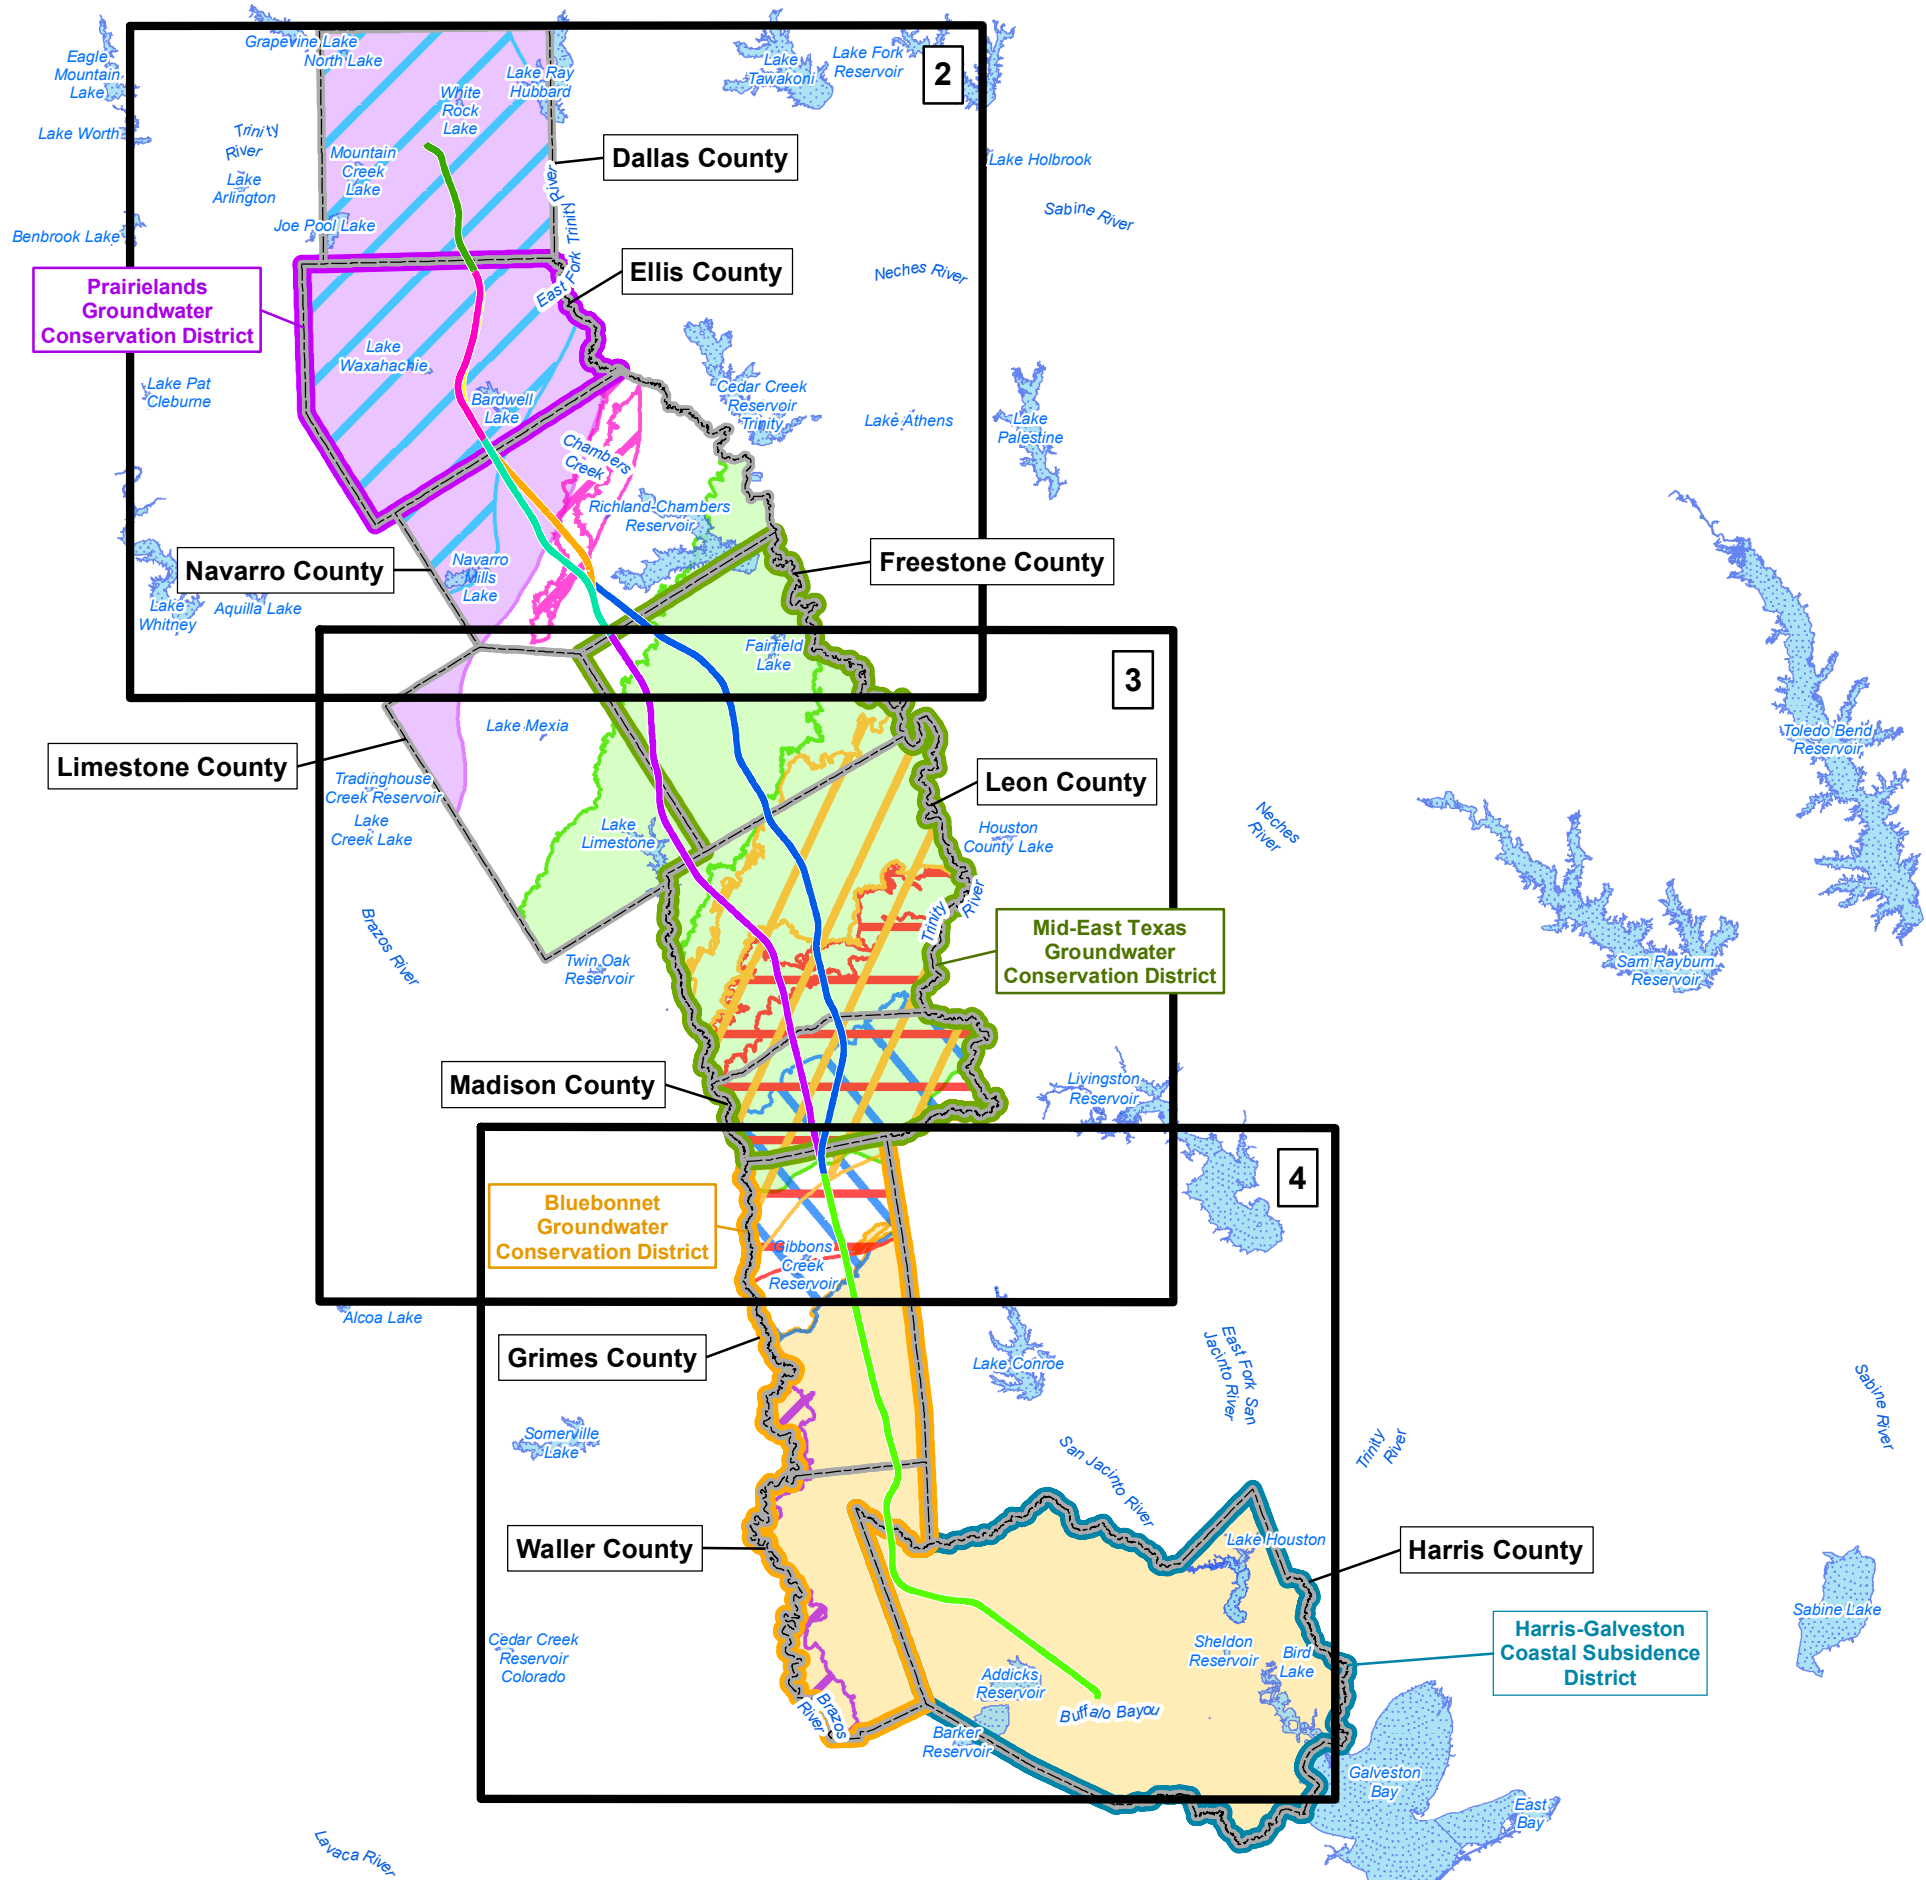 Eagle
Mountain
Lake
Grapevine Lake
North Lake
Lake Ray
Hubbard
Lake
Tawakoni
Lake Fork
Reservoir
2
White
Rock
Lake
Lake Worth
Trinity
River
Mountain
Creek
Lake
Dallas County
Lake Holbrook
Lake
Arlington
Joe Pool Lake
Benbrook Lake
East Fork Trinity River
Sabine River
Ellis County
Neches River
Prairielands
Groundwater
Conservation District
Lake
Waxahachie
Lake Pat
Cleburne
Bardwell
Lake
Cedar Creek
Reservoir
Trinity
Lake Athens
Lake
Palestine
Chambers
Creek
Richland-Chambers
Reservoir
Navarro County
Navarro
Mills
Lake
Freestone County
Lake
Whitney
Aquilla Lake
Fairfield
Lake
3
Lake Mexia
Toledo Bend
Reservoir
Limestone County
Tradinghouse
Creek Reservoir
Leon County
Lake
Creek Lake
Lake
Limestone
Houston
County Lake
Neches
River
Brazos River
Trinity
River
Mid-East Texas
Groundwater
Conservation District
Twin Oak
Reservoir
Sam Rayburn
Reservoir
Madison County
Livingston
Reservoir
4
Bluebonnet
Groundwater
Conservation District
Gibbons
Creek
Reservoir
Alcoa Lake
Grimes County
Lake Conroe
East Fork San
Jacinto River
Sabine River
Somerville
Lake
San Jacinto River
Trinity
River
Waller County
Lake Houston
Harris County
Sabine Lake
Cedar Creek
Reservoir
Colorado
Sheldon
Reservoir
Bird
Lake
Harris-Galveston
Coastal Subsidence
District
Addicks
Reservoir
Buffalo Bayou
Brazos
River
Barker
Reservoir
Galveston
Bay
East
Bay
Lavaca River